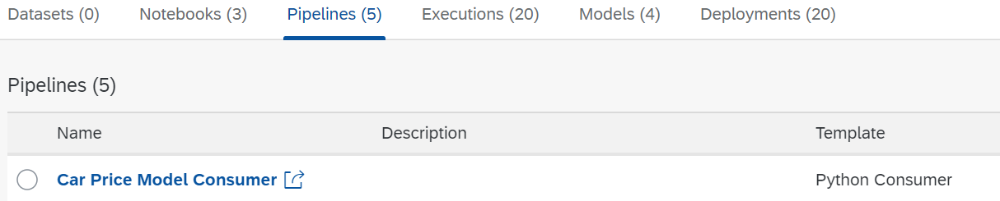 Datasets (0) Notebooks (3) Pipelines (5) Executions (20) Models (4) Deployments (20)
Pipelines (5)
Name Description Template
Car Price Model Consumer Python Consumer